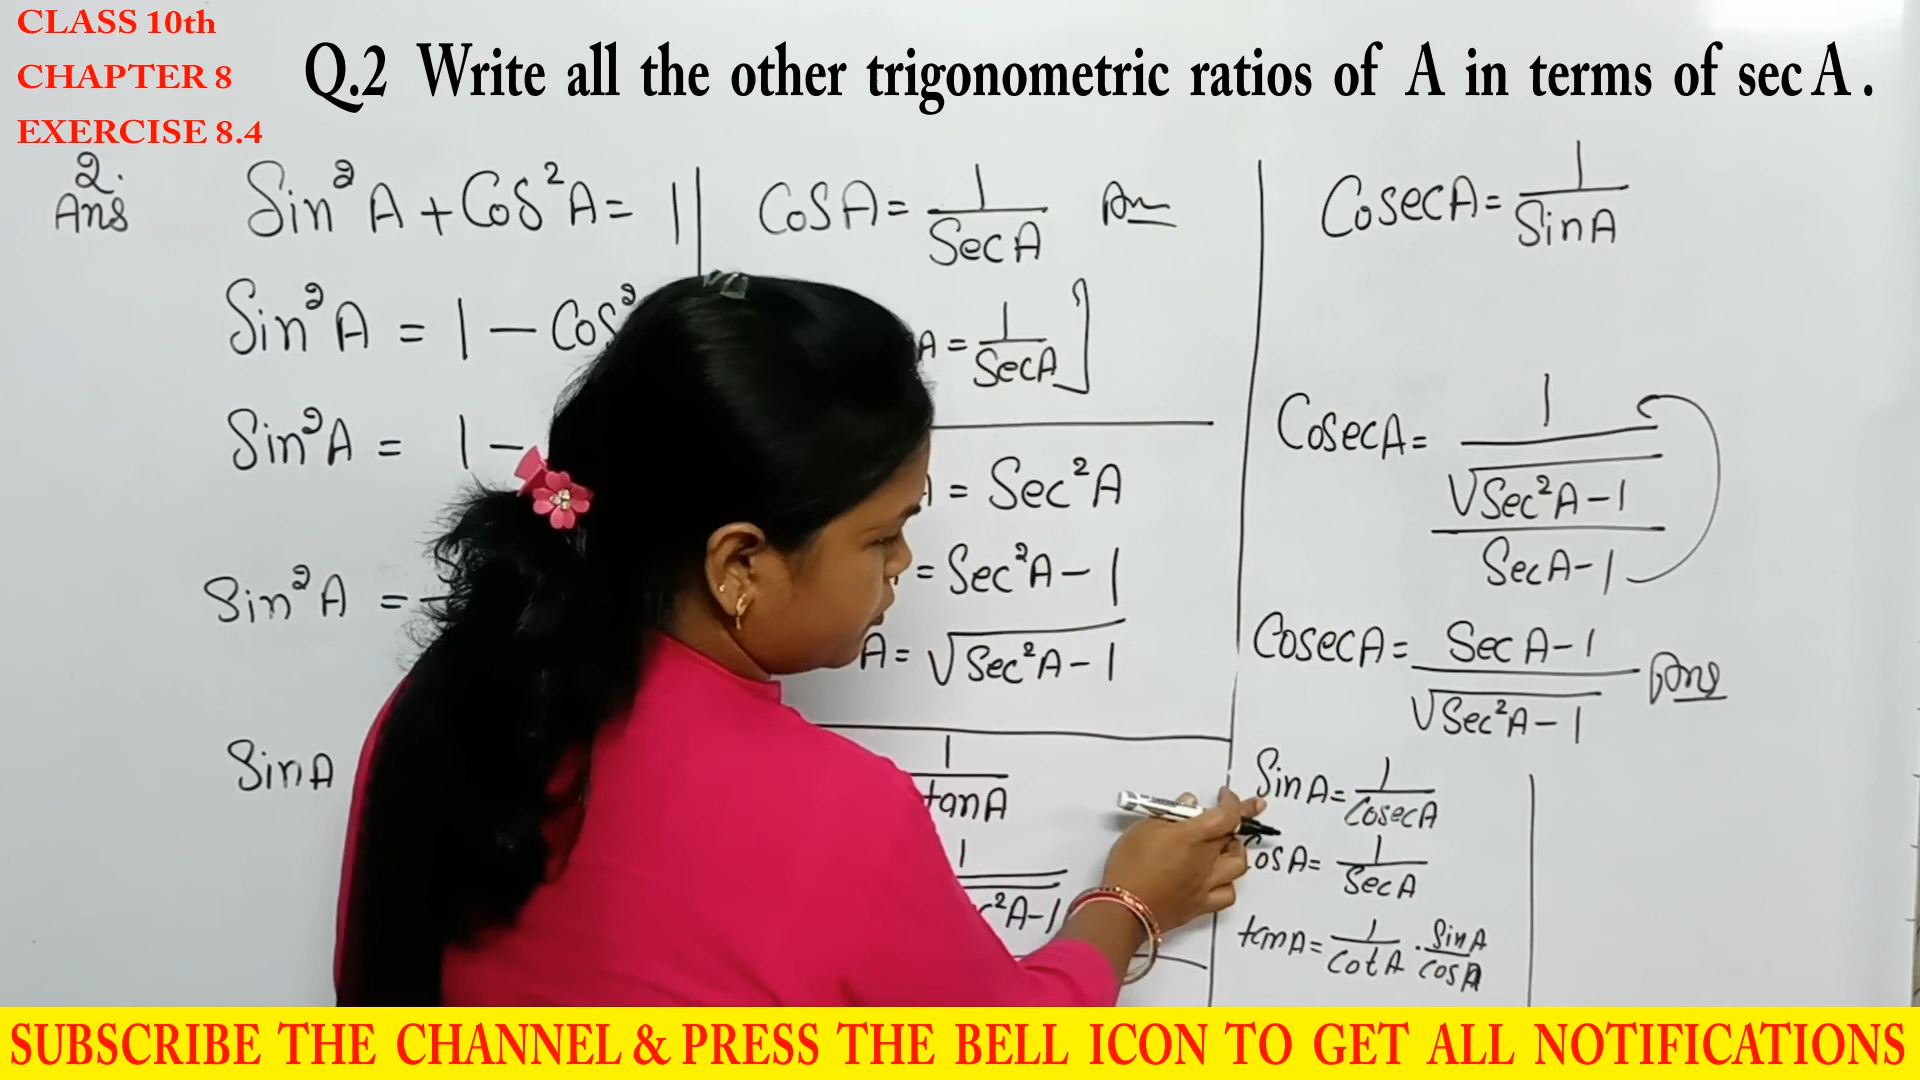 CLASS 10th
CHAPTER 8
EXERCISE 8.4
Q.2 Write all the other trigonometric ratios of A in terms of sec A .
2.
Ans
Sin²A + Cos²A = 1
Sin²A = 1 - Cos²
Sin²A = 1 -
Sin²A =
SinA
CosA = 1/SecA An
A = 1/SecA ]
= Sec²A
= Sec²A - 1
A = √Sec²A - 1
1/tanA
1/c²A-1
CosecA = 1/SinA
CosecA = 1/(√Sec²A - 1/SecA - 1)
CosecA = SecA - 1/√Sec²A - 1 Ans
SinA = 1/CosecA
CosA = 1/SecA
tanA = 1/CotA . SinA/CosA
SUBSCRIBE THE CHANNEL & PRESS THE BELL ICON TO GET ALL NOTIFICATIONS